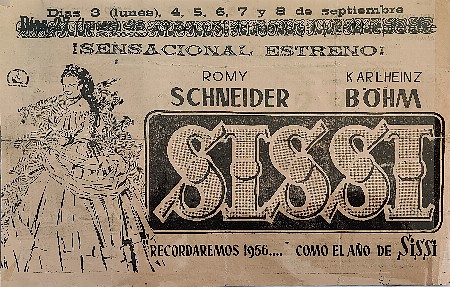 Días 3 (lunes), 4, 5, 6, 7 y 8 de septiembre
¡SENSACIONAL ESTRENO!
ROMY SCHNEIDER
KARLHEINZ BÖHM
SISSI
RECORDAREMOS 1956.... COMO EL AÑO DE SISSI